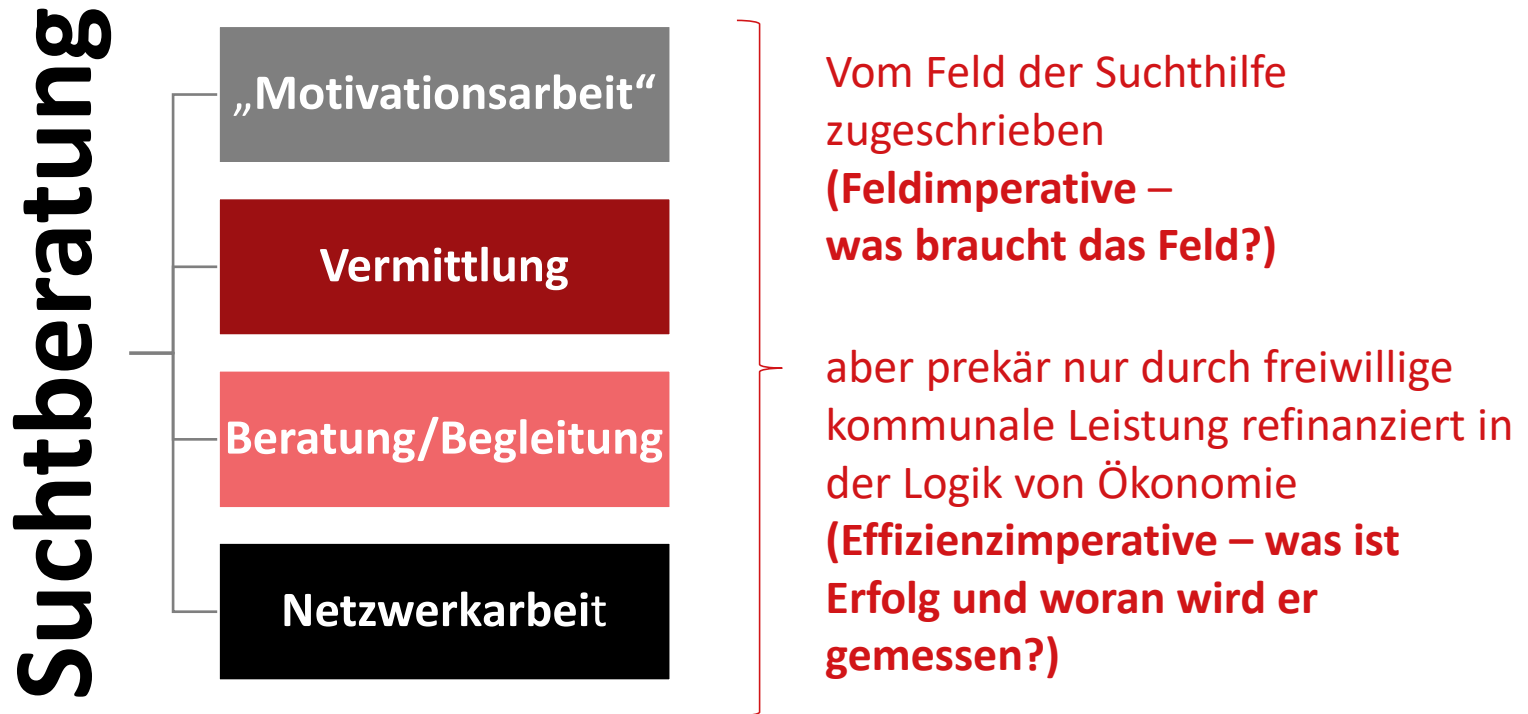 Suchtberatung
„Motivationsarbeit“
Vermittlung
Beratung/Begleitung
Netzwerkarbeit
Vom Feld der Suchthilfe
zugeschrieben
(Feldimperative –
was braucht das Feld?)
aber prekär nur durch freiwillige
kommunale Leistung refinanziert in
der Logik von Ökonomie
(Effizienzimperative – was ist
Erfolg und woran wird er
gemessen?)